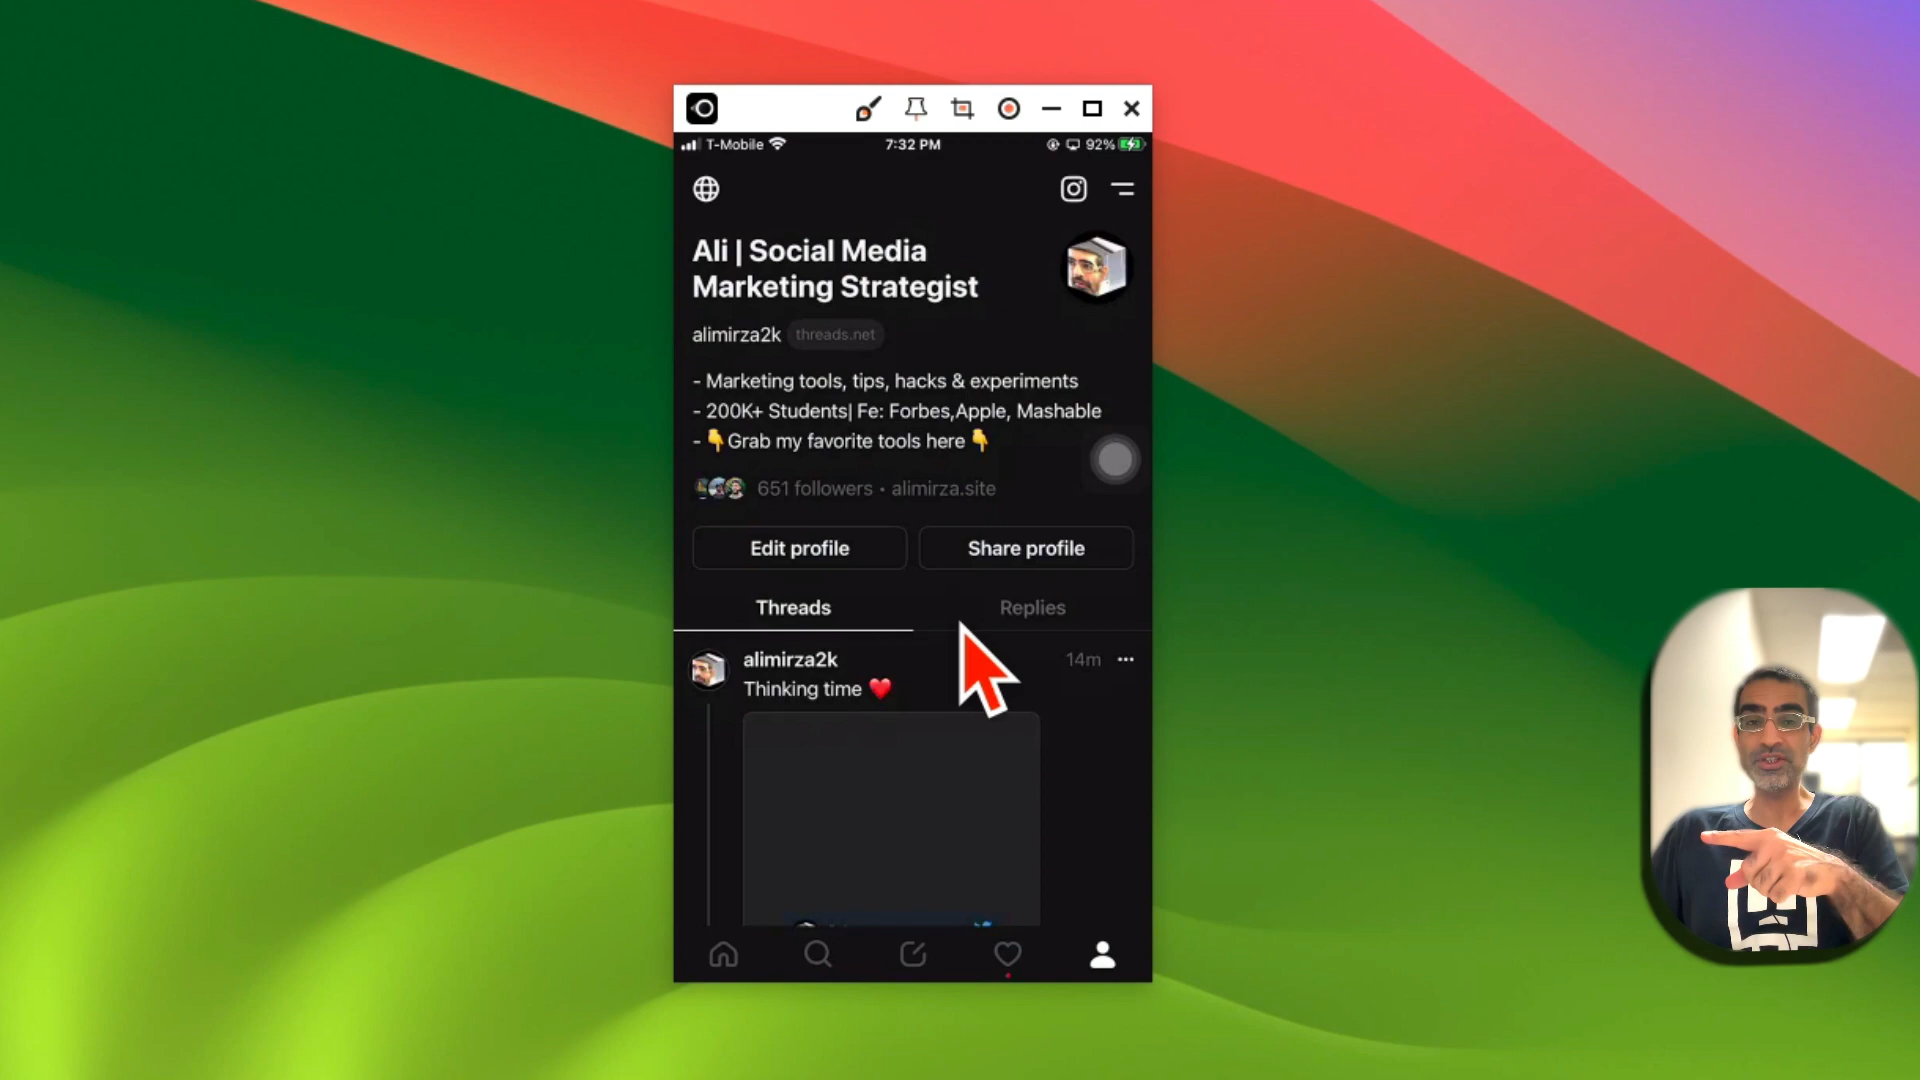 T-Mobile 7:32 PM 92%
Ali | Social Media
Marketing Strategist
alimirza2k threads.net
- Marketing tools, tips, hacks & experiments
- 200K+ Students| Fe: Forbes,Apple, Mashable
- 👇Grab my favorite tools here 👇
651 followers • alimirza.site
Edit profile Share profile
Threads Replies
alimirza2k 14m
Thinking time ❤️